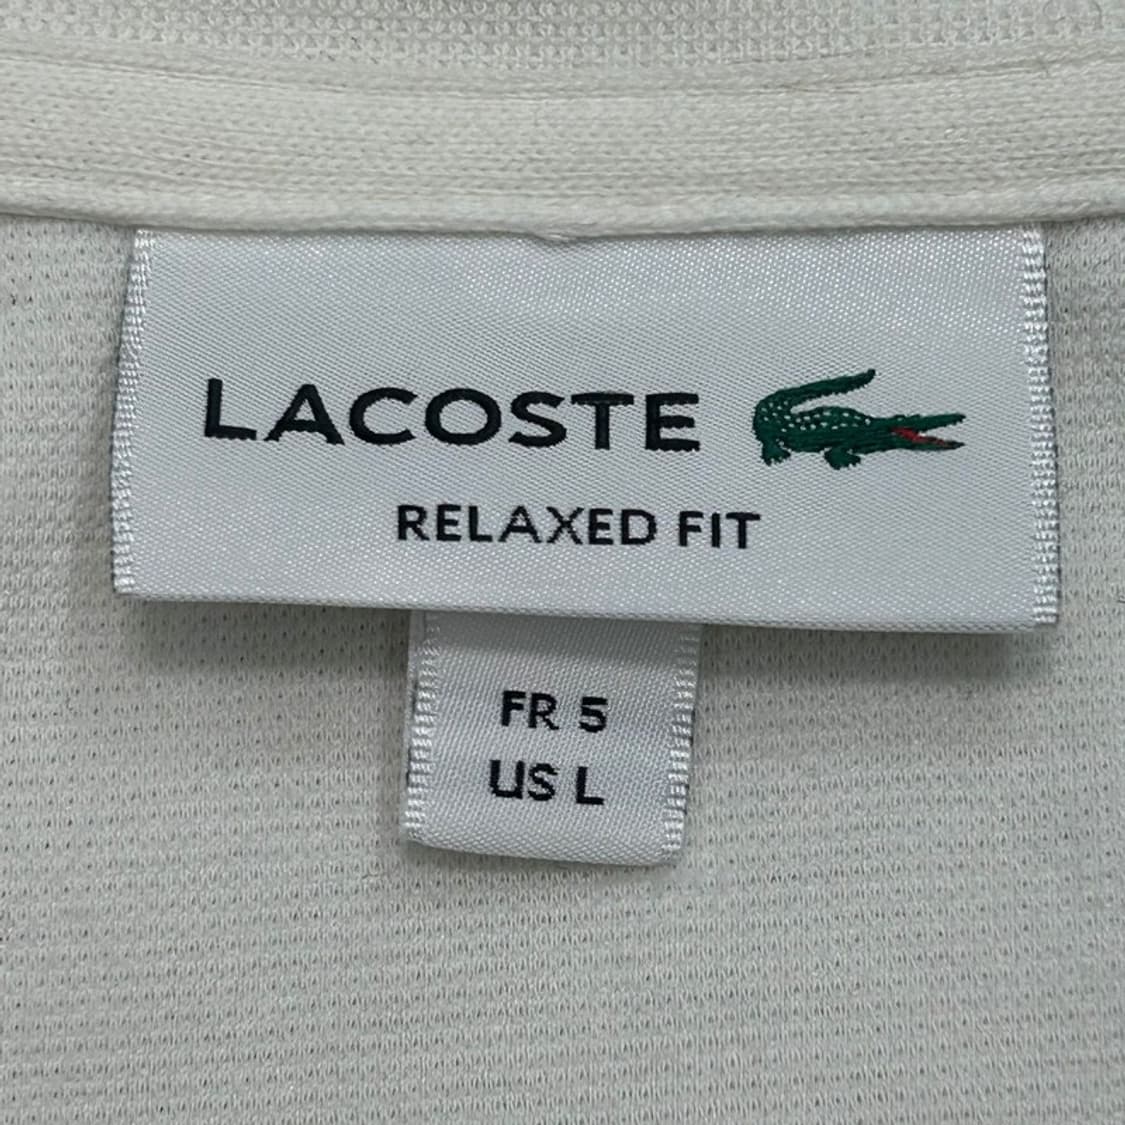 LACOSTE
RELAXED FIT
FR 5
US L